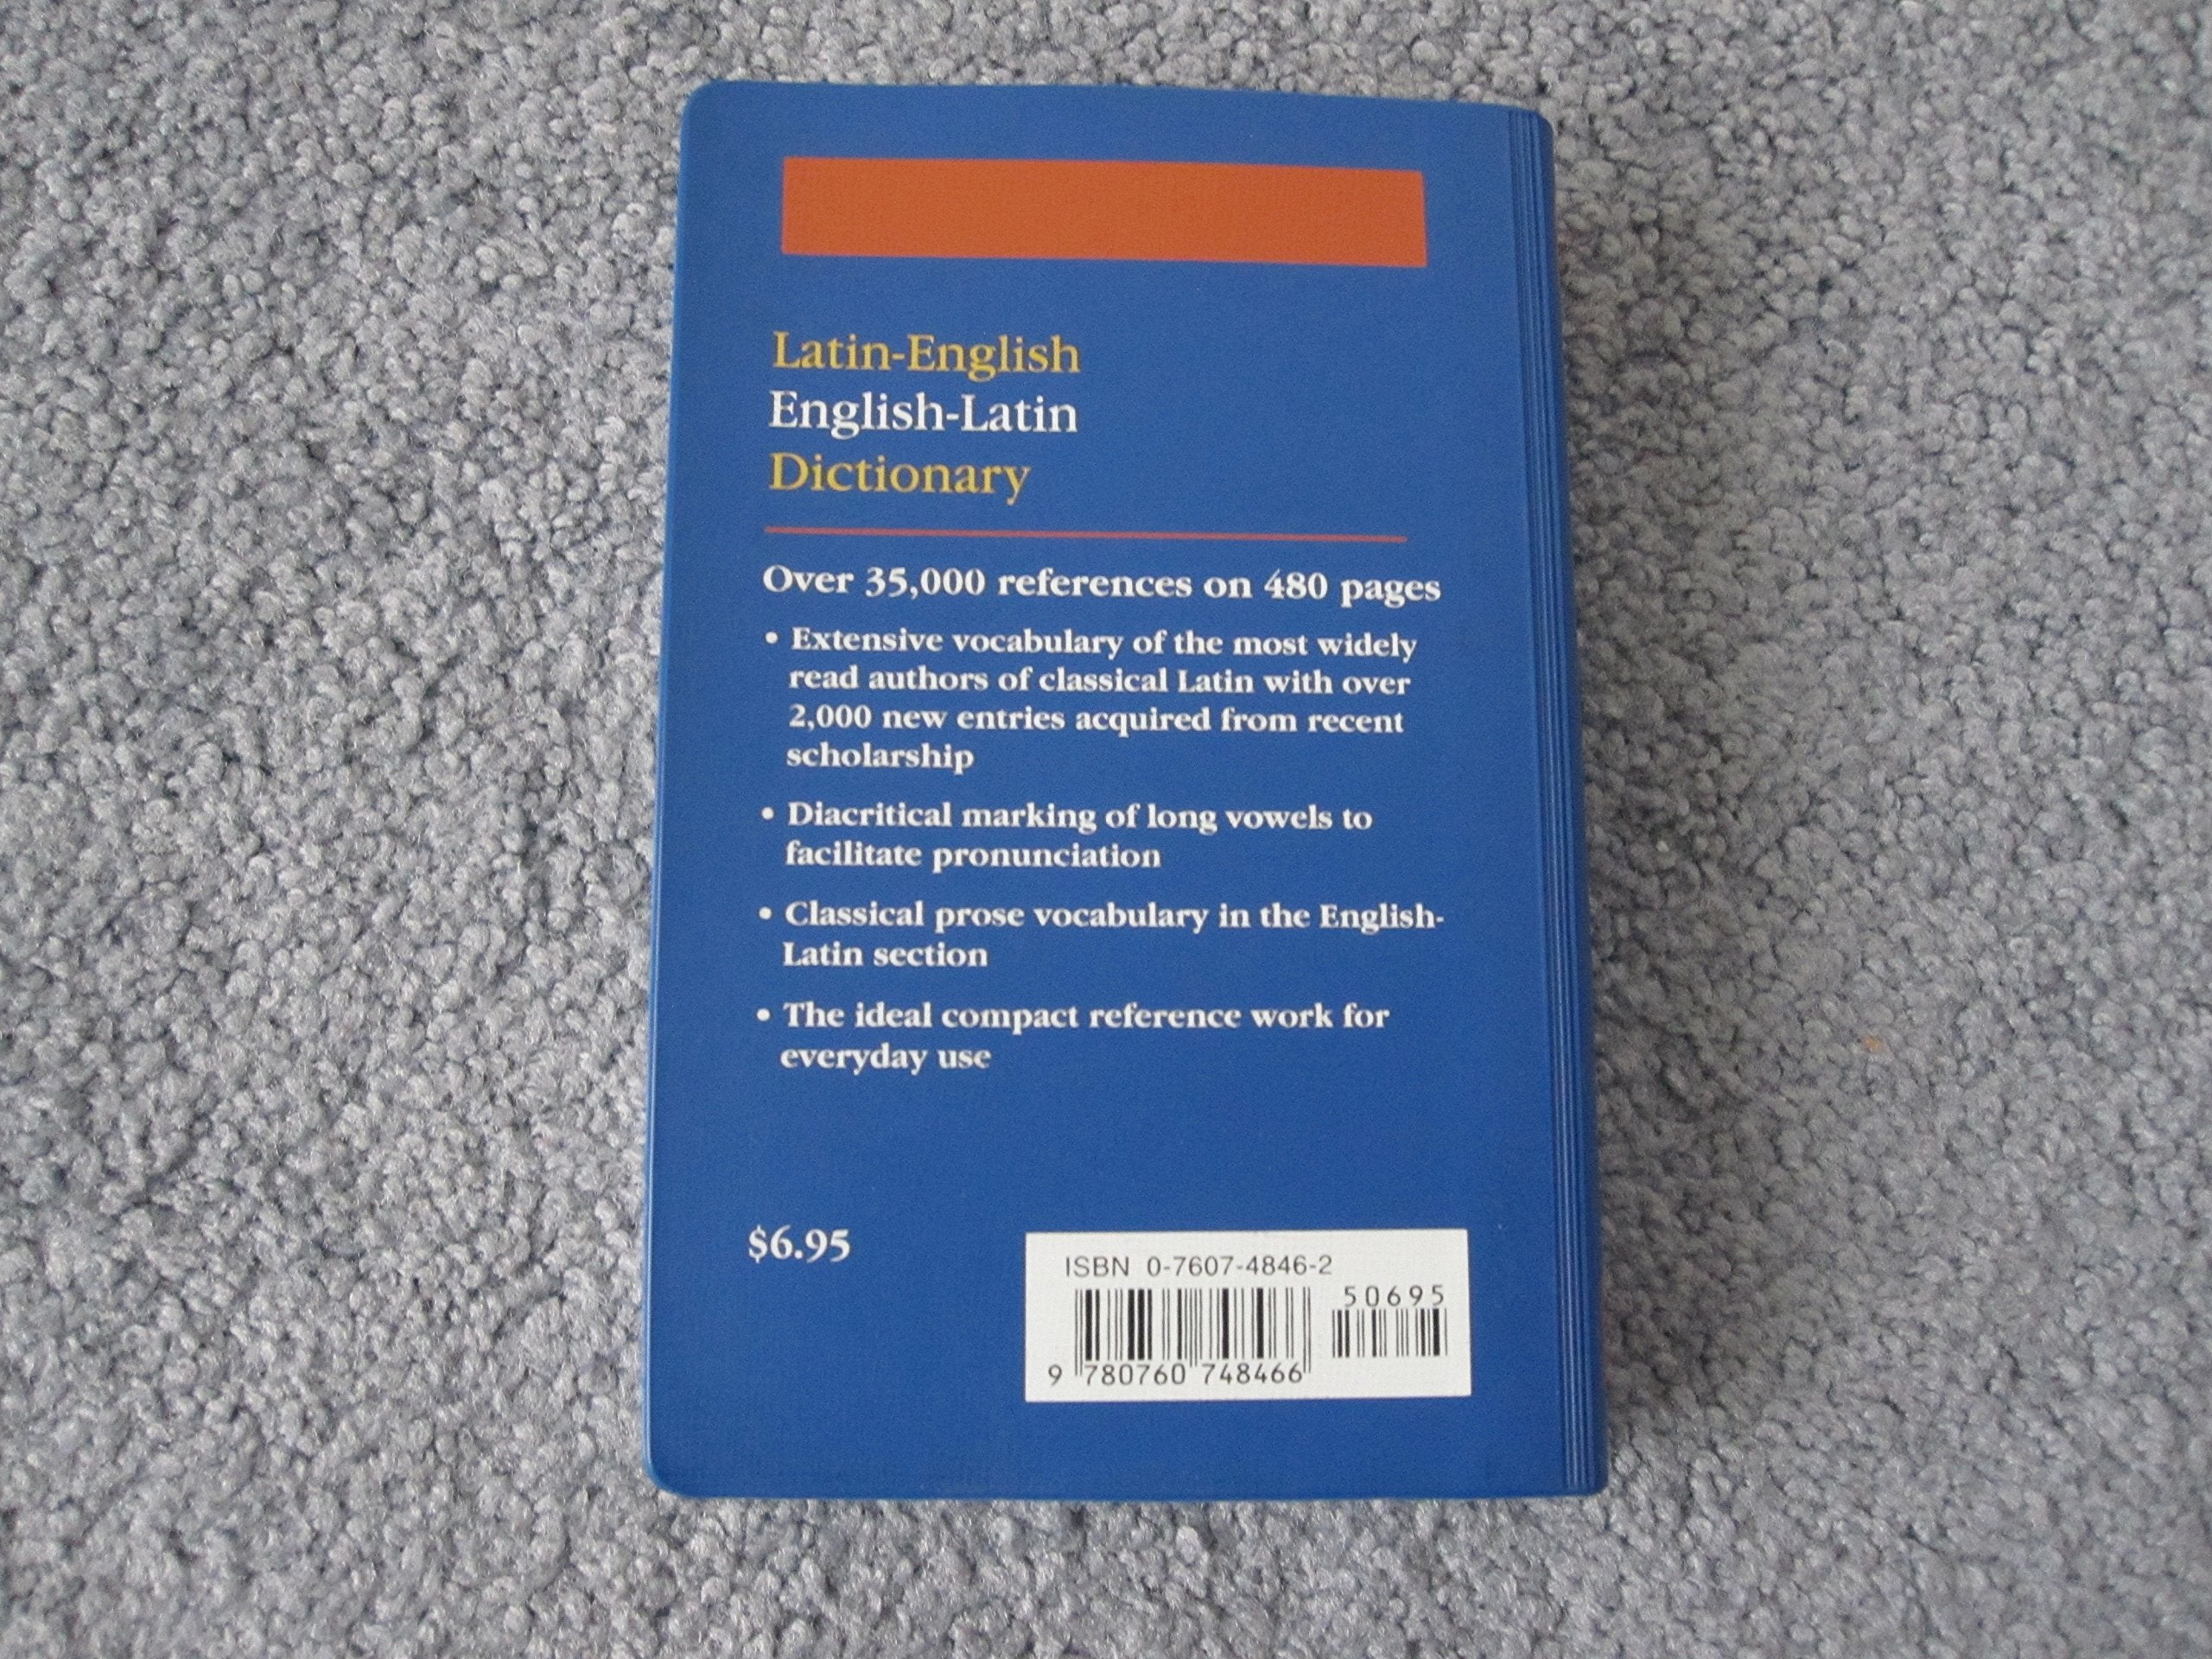 Latin-English
English-Latin
Dictionary
Over 35,000 references on 480 pages
• Extensive vocabulary of the most widely
read authors of classical Latin with over
2,000 new entries acquired from recent
scholarship
• Diacritical marking of long vowels to
facilitate pronunciation
• Classical prose vocabulary in the English-
Latin section
• The ideal compact reference work for
everyday use
$6.95
ISBN 0-7607-4846-2
50695
9 780760 748466